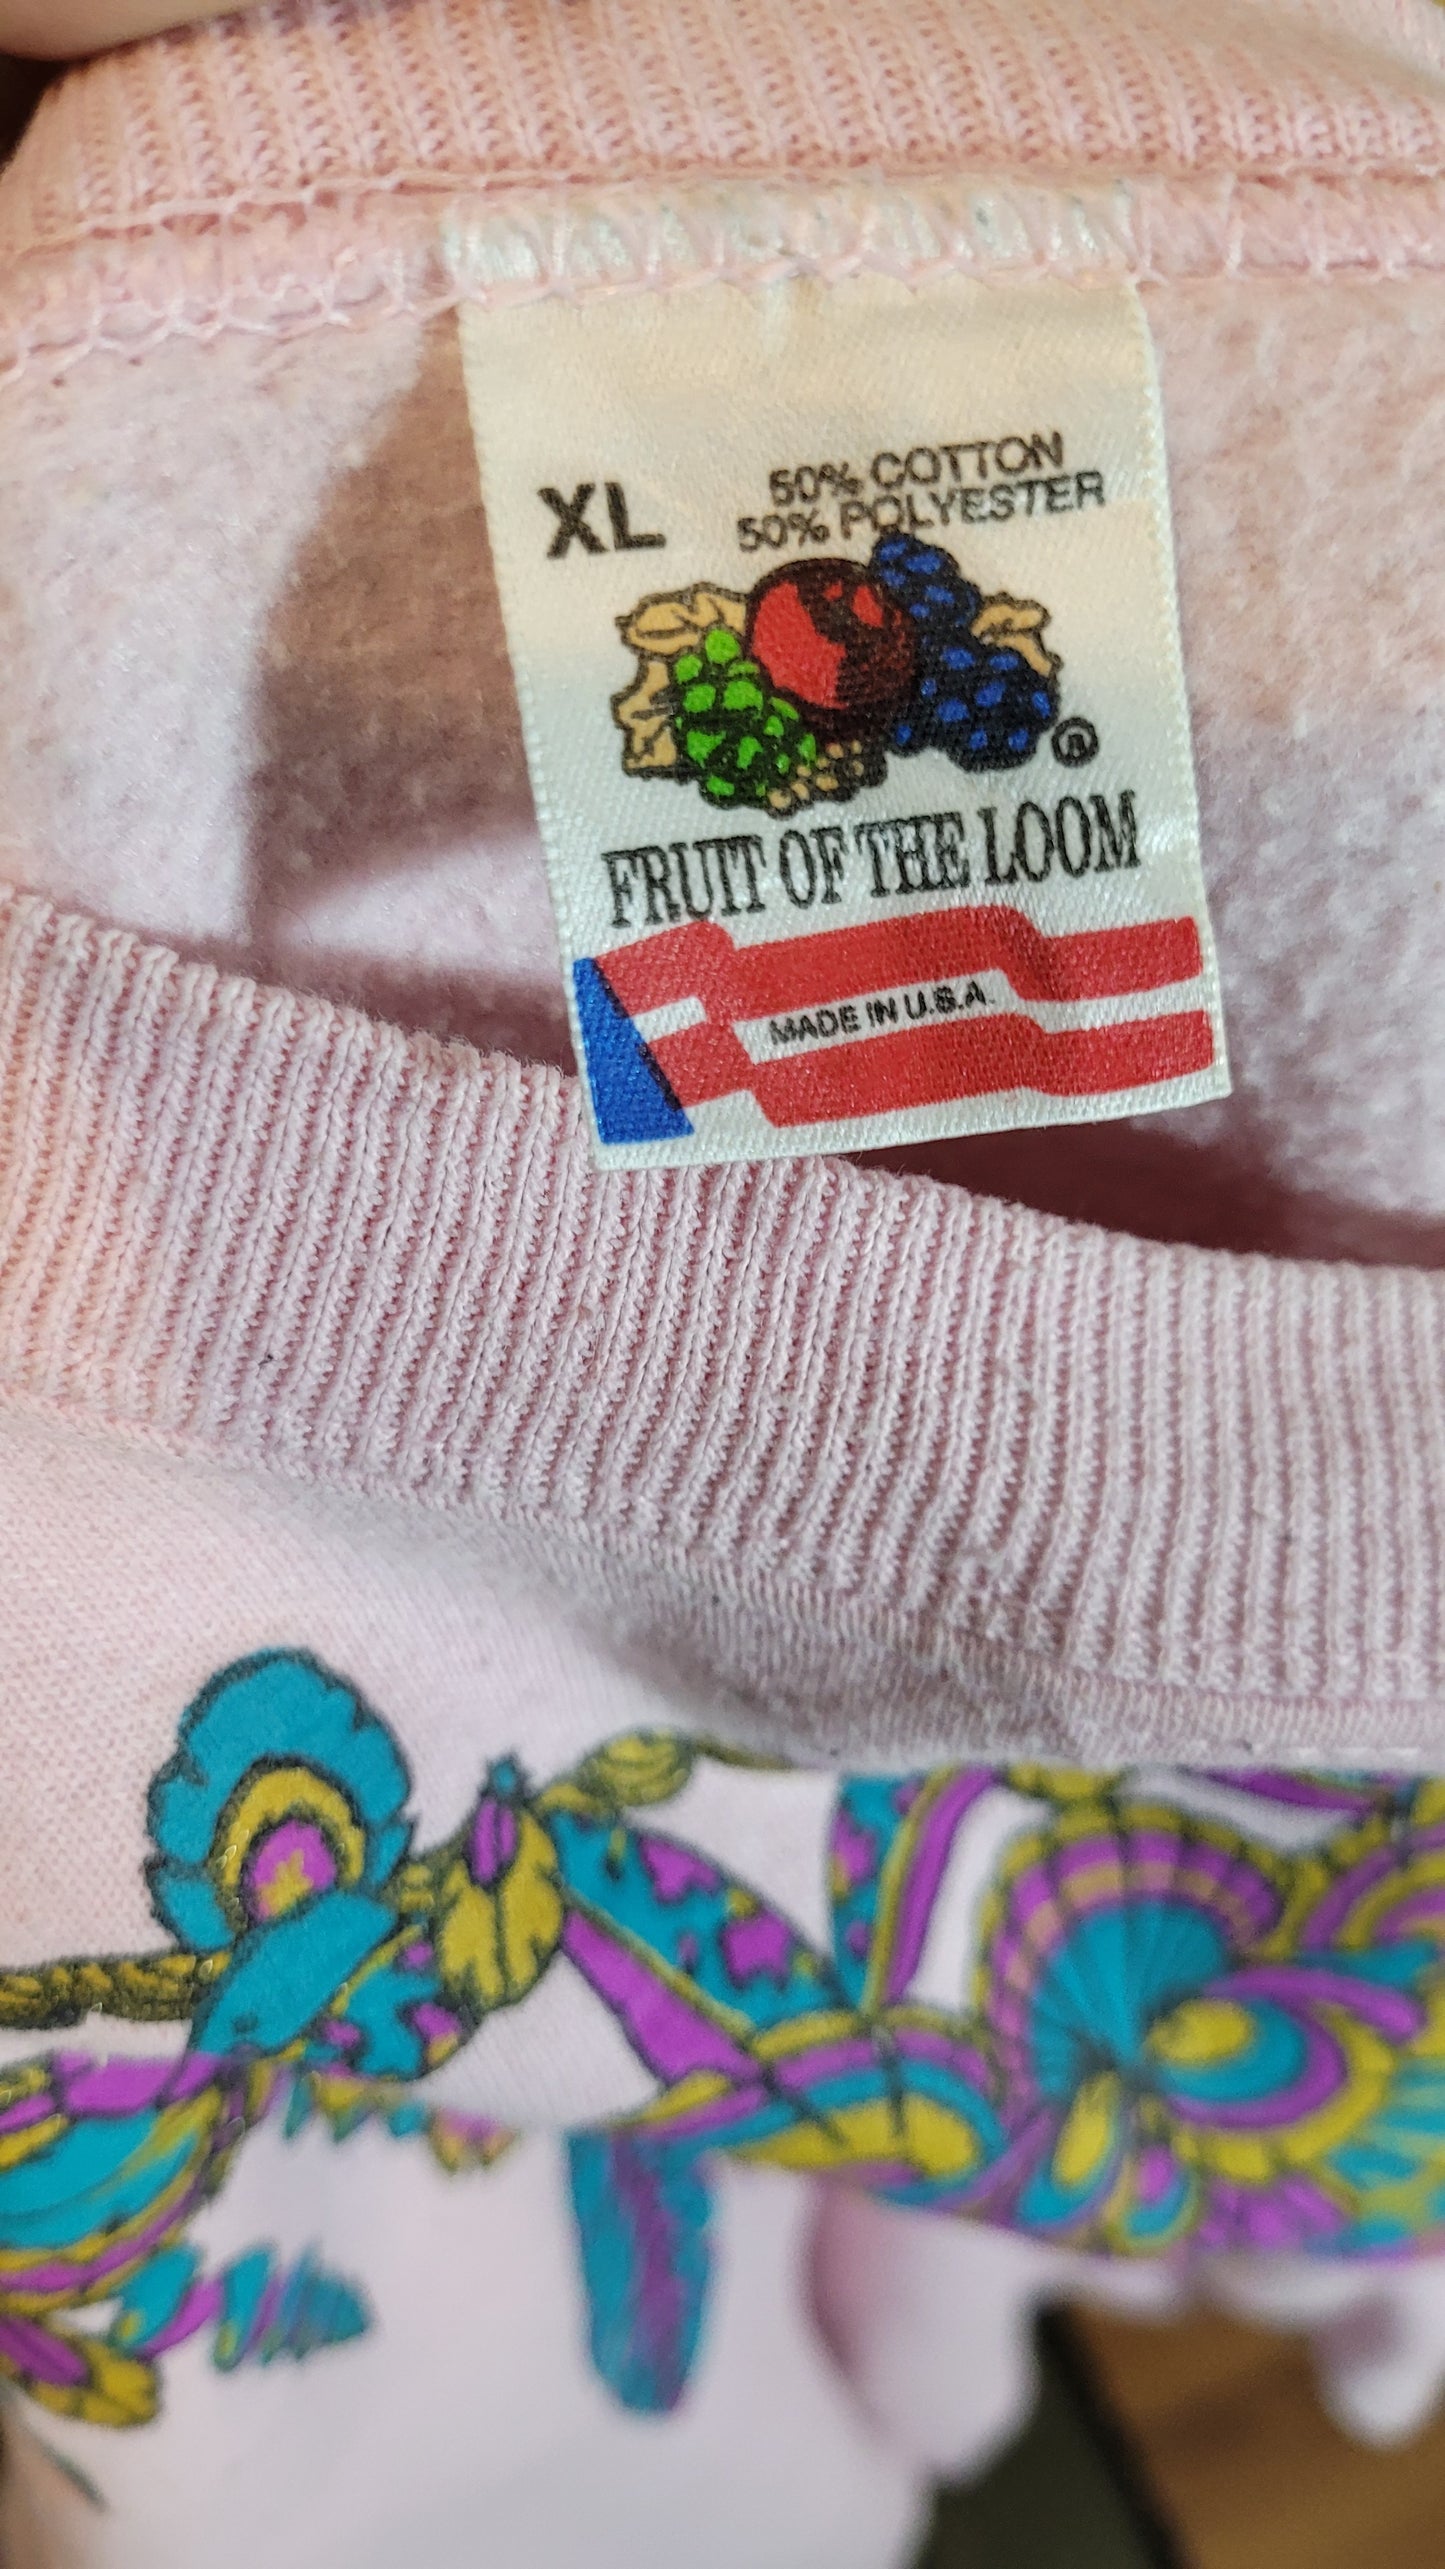 XL
50% COTTON
50% POLYESTER
®
FRUIT OF THE LOOM
MADE IN U.S.A.